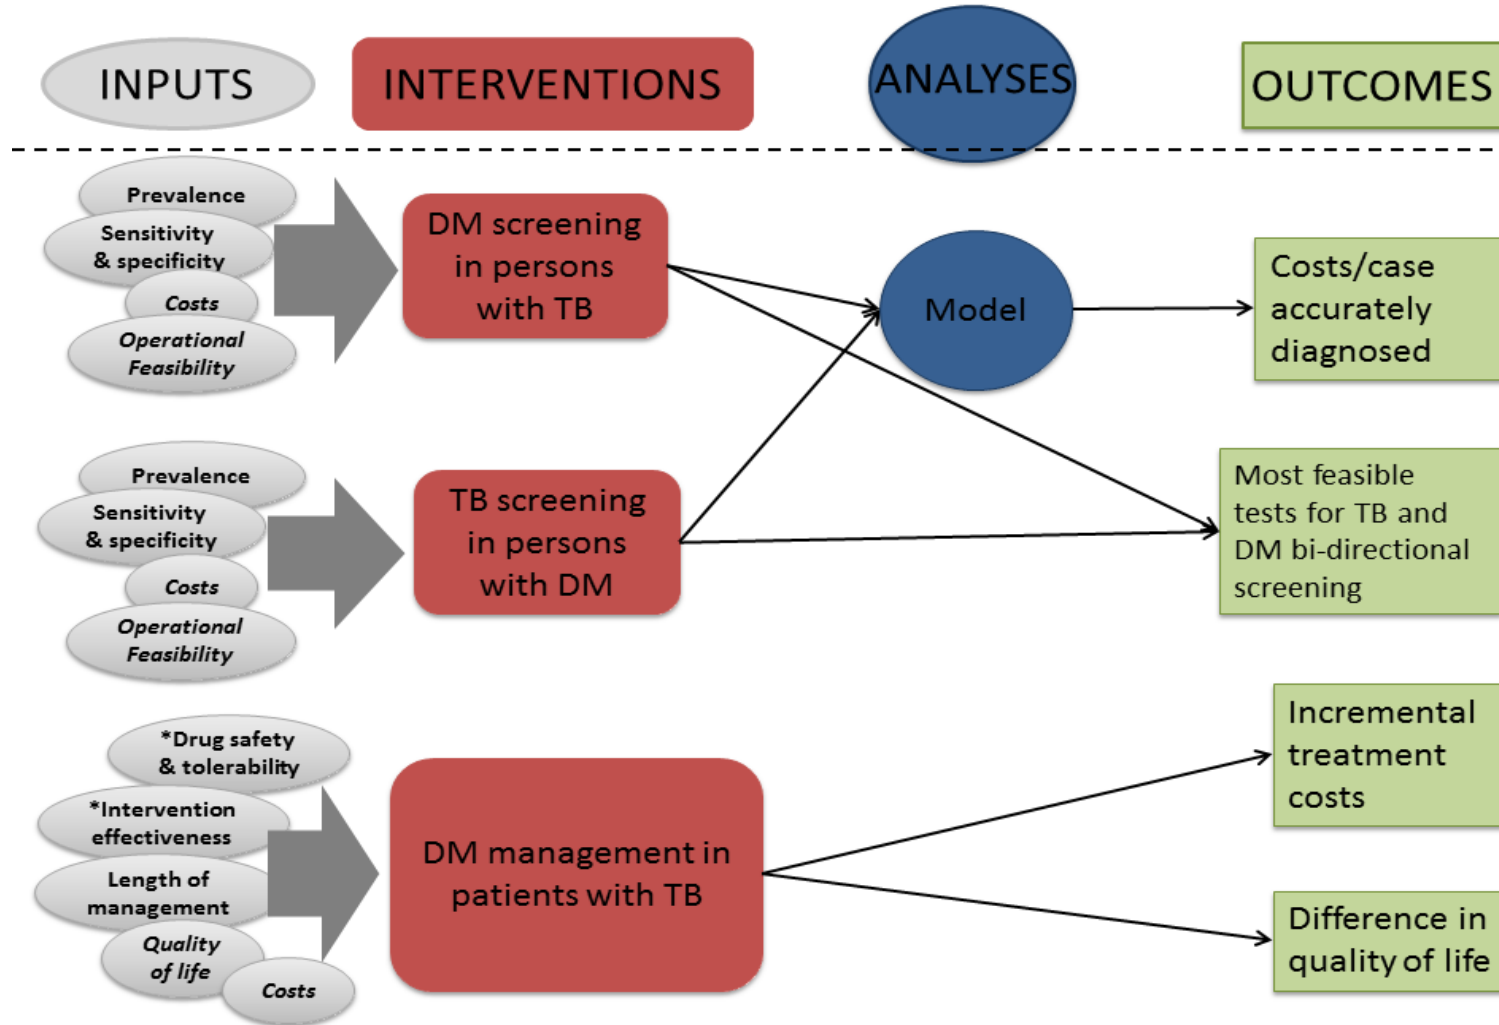 INPUTS
INTERVENTIONS
ANALYSES
OUTCOMES
Prevalence
Sensitivity
& specificity
Costs
Operational
Feasibility
DM screening
in persons
with TB
Model
Costs/case
accurately
diagnosed
Prevalence
Sensitivity
& specificity
Costs
Operational
Feasibility
TB screening
in persons
with DM
Most feasible
tests for TB and
DM bi-directional
screening
*Drug safety
& tolerability
*Intervention
effectiveness
Length of
management
Quality
of life
Costs
DM management in
patients with TB
Incremental
treatment
costs
Difference in
quality of life